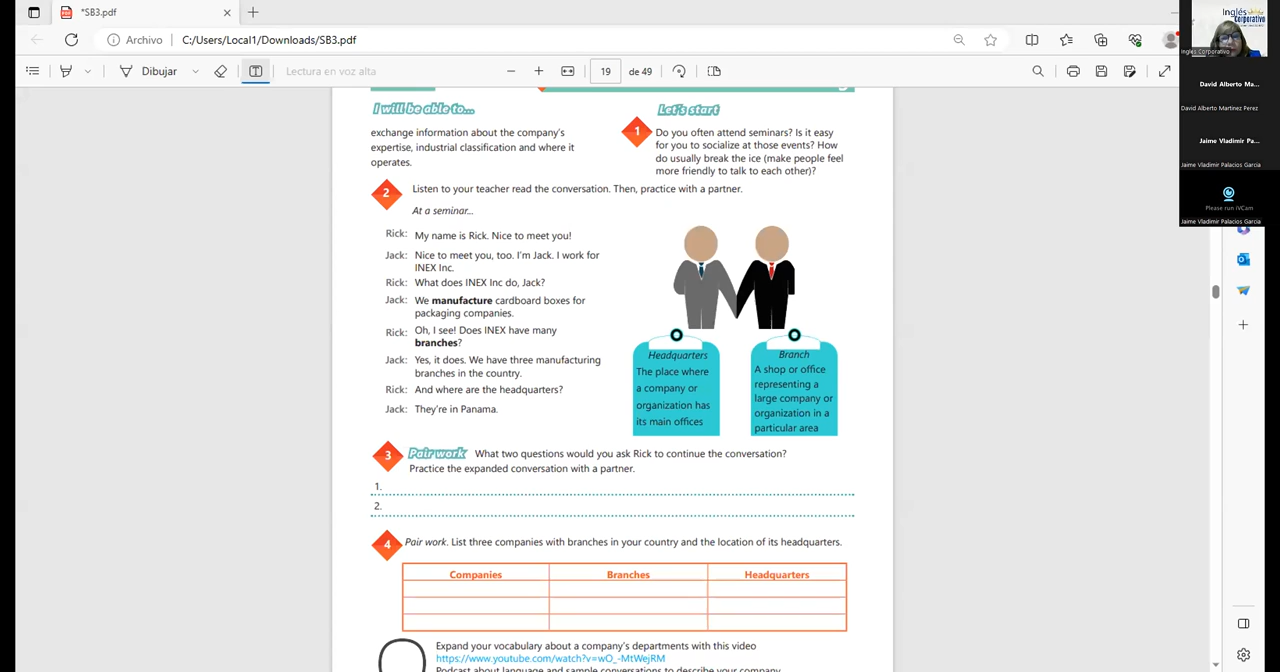 *SB3.pdf
Archivo
C:/Users/Local1/Downloads/SB3.pdf
Dibujar
Lectura en voz alta
19
de 49
I will be able to...
exchange information about the company's
expertise, industrial classification and where it
operates.
Let's start
1
Do you often attend seminars? Is it easy
for you to socialize at those events? How
do usually break the ice (make people feel
more friendly to talk to each other)?
2
Listen to your teacher read the conversation. Then, practice with a partner.
At a seminar...
Rick: My name is Rick. Nice to meet you!
Jack: Nice to meet you, too. I'm Jack. I work for
INEX Inc.
Rick: What does INEX Inc do, Jack?
Jack: We manufacture cardboard boxes for
packaging companies.
Rick: Oh, I see! Does INEX have many
branches?
Jack: Yes, it does. We have three manufacturing
branches in the country.
Rick: And where are the headquarters?
Jack: They're in Panama.
Headquarters
The place where
a company or
organization has
its main offices
Branch
A shop or office
representing a
large company or
organization in a
particular area
3
Pair work What two questions would you ask Rick to continue the conversation?
Practice the expanded conversation with a partner.
1.
2.
4
Pair work. List three companies with branches in your country and the location of its headquarters.
Companies Branches Headquarters
Expand your vocabulary about a company's departments with this video
https://www.youtube.com/watch?v=wO_-MtWejRM
Podcast about language and sample conversations to describe your company
Inglés
Corporativo
Ingles Corporativo
David Alberto Ma...
David Alberto Martinez Perez
Jaime Vladimir Pa...
Jaime Vladimir Palacios Garcia
Please run iVCam
Jaime Vladimir Palacios Garcia